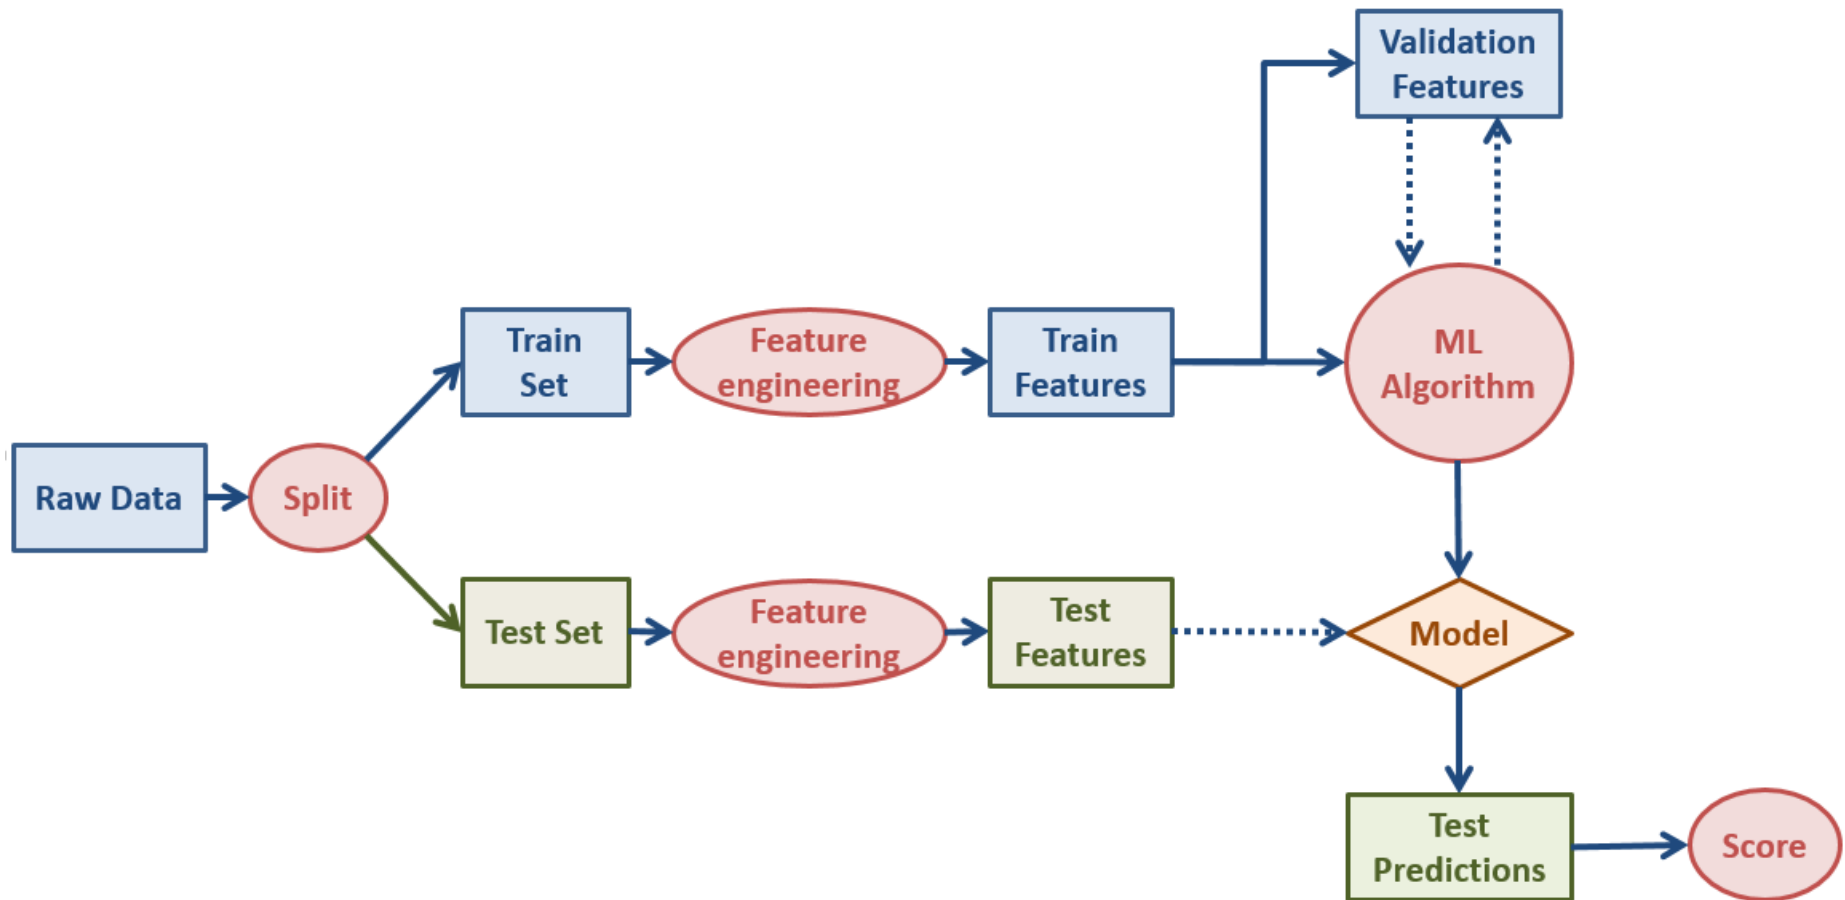 Validation
Features
Train
Set
Feature
engineering
Train
Features
ML
Algorithm
Raw Data
Split
Test Set
Feature
engineering
Test
Features
Model
Test
Predictions
Score